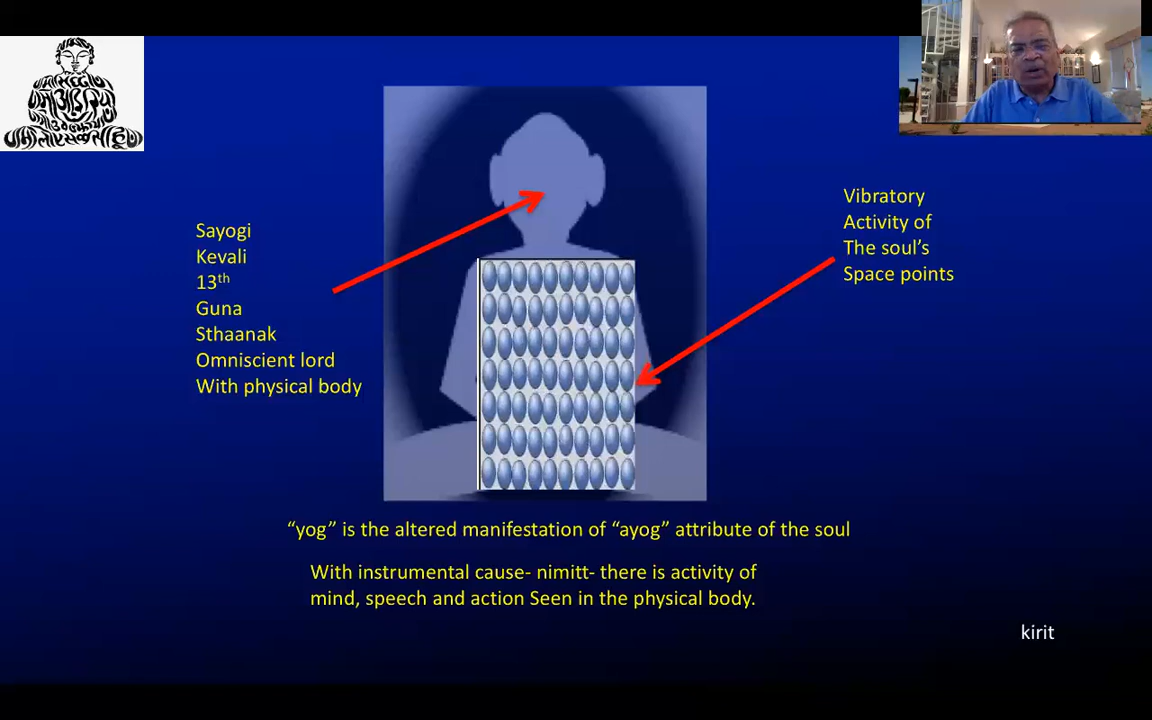 Sayogi
Kevali
13th
Guna
Sthaanak
Omniscient lord
With physical body
Vibratory
Activity of
The soul's
Space points
“yog” is the altered manifestation of “ayog” attribute of the soul
With instrumental cause- nimitt- there is activity of
mind, speech and action Seen in the physical body.
kirit